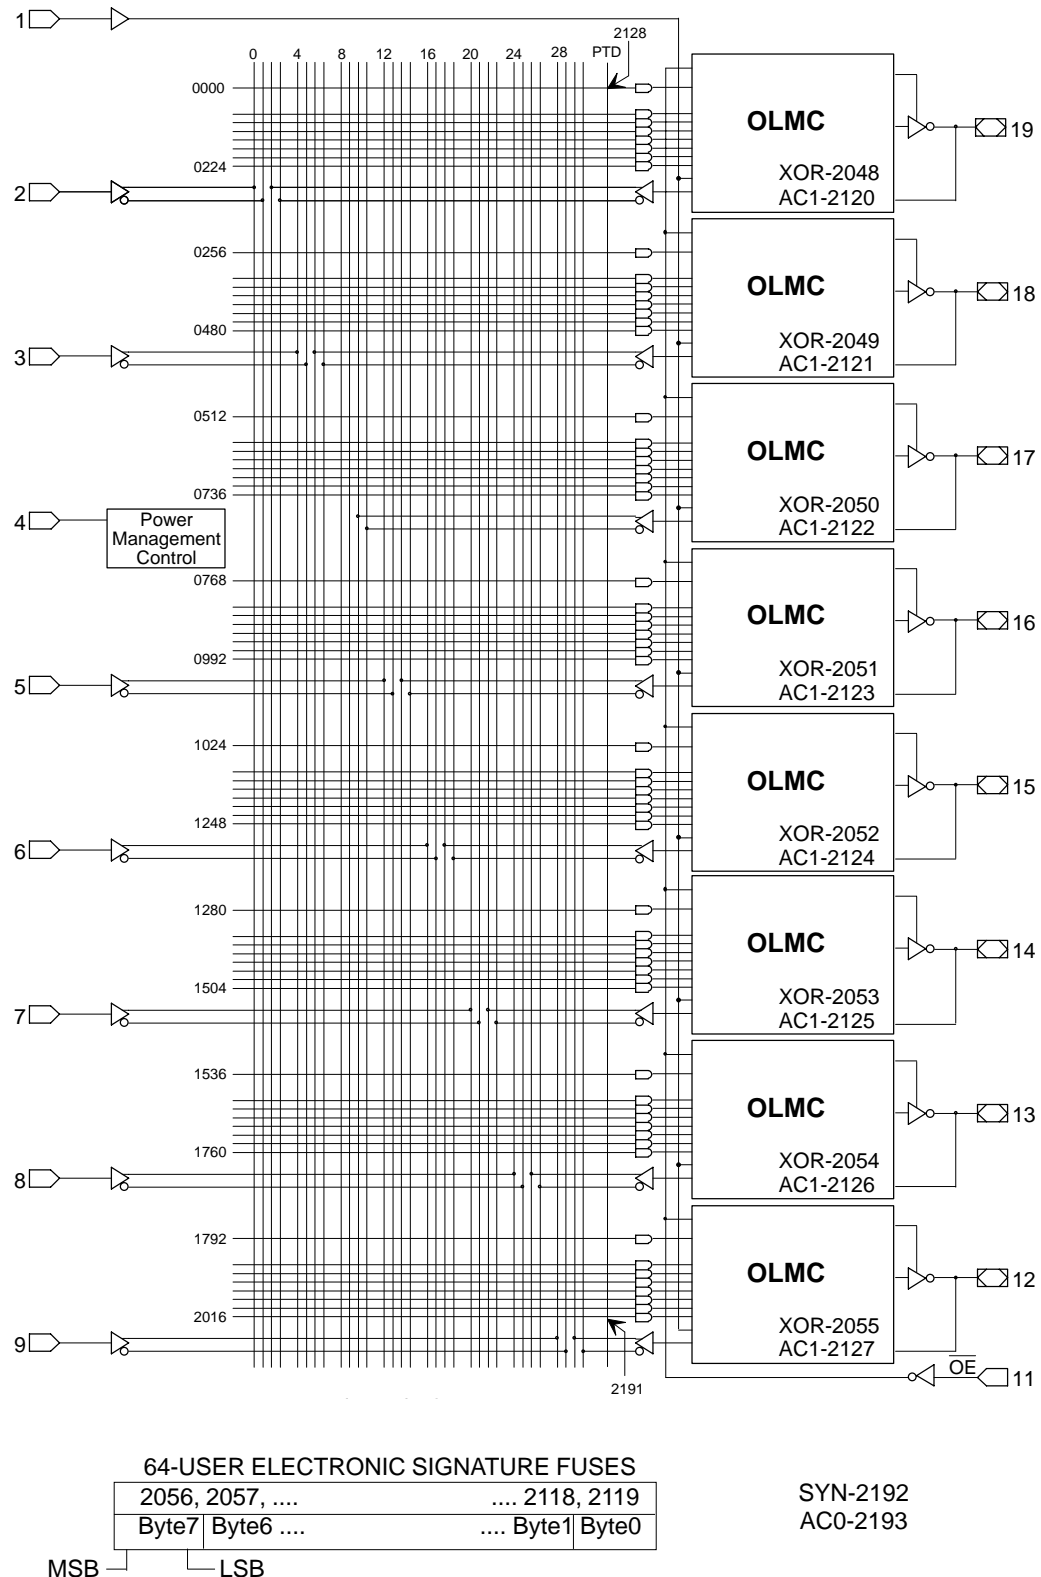 1
2128
0 4 8 12 16 20 24 28 PTD
0000
OLMC
19
0224
XOR-2048
2
AC1-2120
0256
OLMC
18
0480
XOR-2049
3
AC1-2121
0512
OLMC
17
0736
XOR-2050
4
Power
Management
Control
AC1-2122
0768
OLMC
16
0992
XOR-2051
5
AC1-2123
1024
OLMC
15
1248
XOR-2052
6
AC1-2124
1280
OLMC
14
1504
XOR-2053
7
AC1-2125
1536
OLMC
13
1760
XOR-2054
8
AC1-2126
1792
OLMC
12
2016
XOR-2055
9
AC1-2127
OE
11
2191
64-USER ELECTRONIC SIGNATURE FUSES
2056, 2057, .... .... 2118, 2119
Byte7 Byte6 .... .... Byte1 Byte0
MSB LSB
SYN-2192
AC0-2193